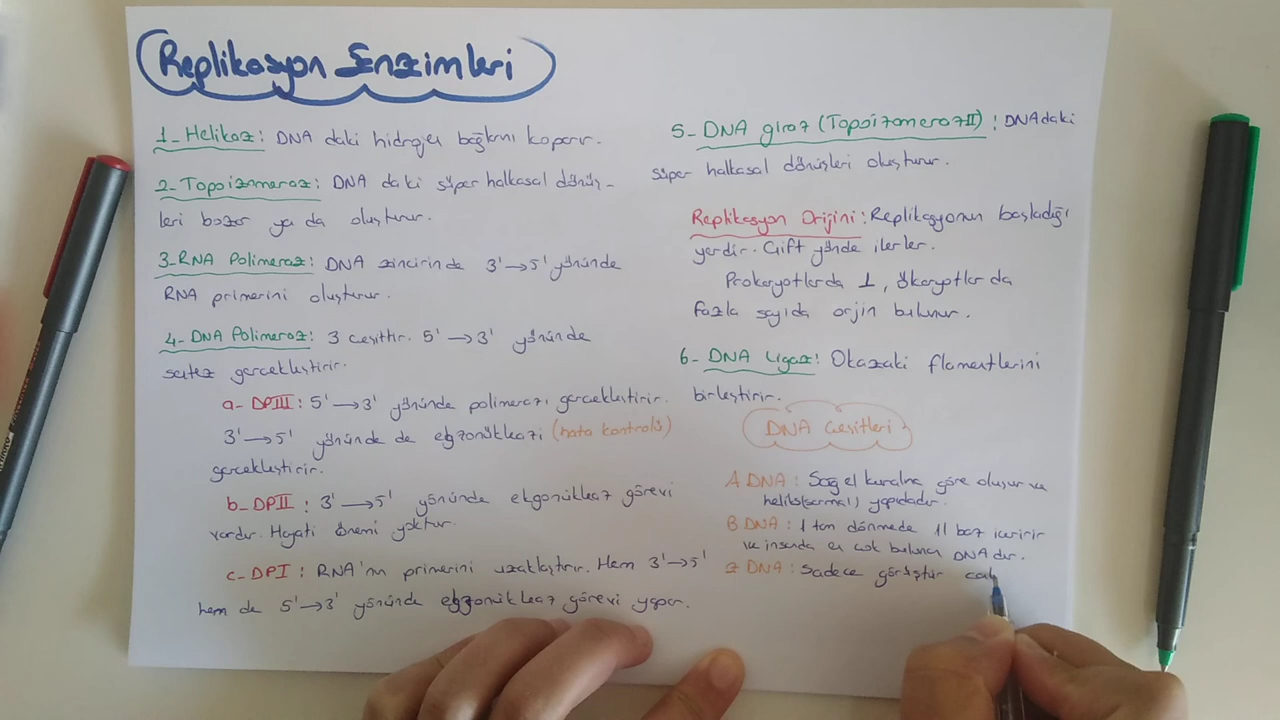 Replikasyon Enzimleri
1- Helikaz: DNA daki hidrojen bağlarını koparır.
2- Topoizomeraz: DNA daki süper halkasal dönüş-
leri bozar ya da oluşturur.
3- RNA Polimeraz: DNA zincirinde 3'→5' yönünde
RNA primerini oluşturur.
4- DNA Polimeraz: 3 çeşittir. 5'→3' yönünde
sentez gerçekleştirir.
a- DPIII: 5'→3' yönünde polimerazı gerçekleştirir.
3'→5' yönünde de (hata kontrolü)
gerçekleştirir.
b- DPII: 3'→5' yönünde görevi
vardır. Hayati önemi yoktur.
c- DPI: RNA'nın primerini uzaklaştırır. Hem 3'→5'
hem de 5'→3' yönünde görevi yapar.
5- DNA giraz (Topoizomeraz II): DNA daki
süper halkasal dönüşleri oluşturur.
Replikasyon Orijini: Replikasyonun başladığı
yerdir. Çift yönde ilerler.
Prokaryotlarda 1, ökaryotlar da
fazla sayıda orjin bulunur.
6- DNA Ligaz: Okazaki
birleştirir.
DNA Çeşitleri
A DNA: Sağ el kuralına göre oluşur ve
heliks(sarmal) yapıdadır.
B DNA: 1 tam dönmede 11 baz içerir
ve insanda en çok bulunan DNA dır.
Z DNA: Sadece